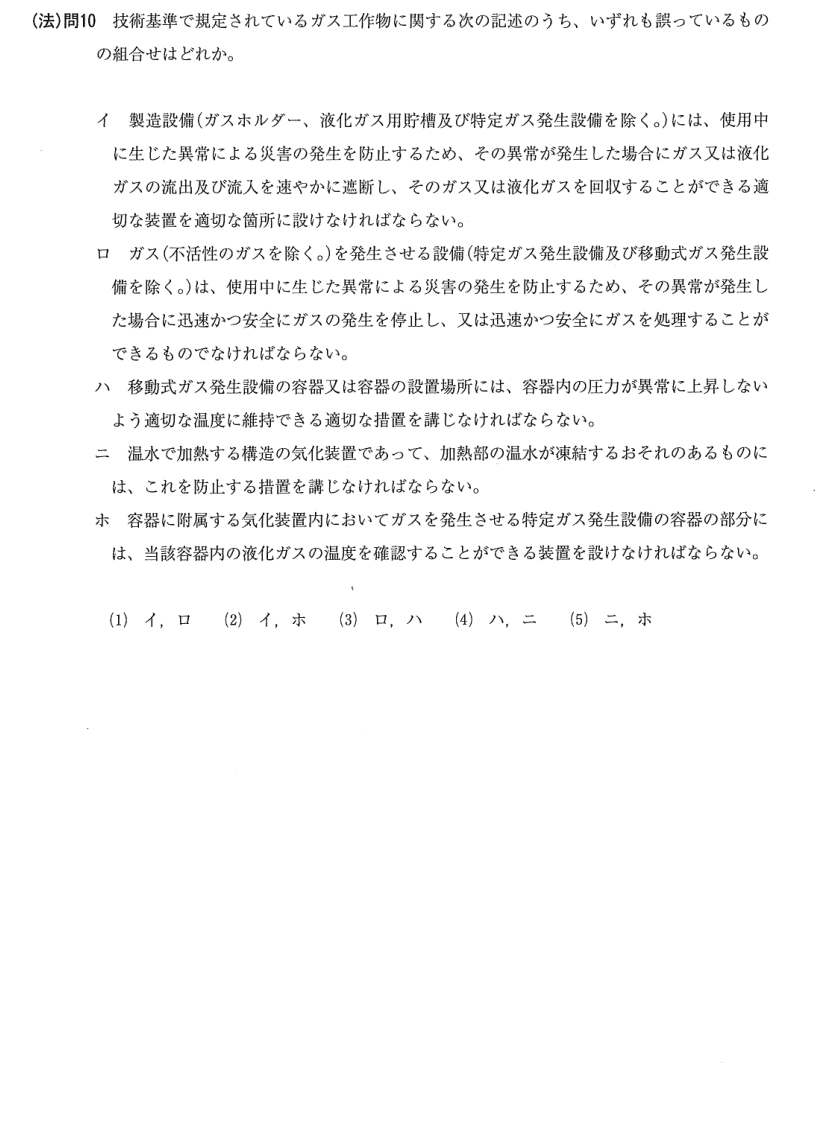 (法)問10　技術基準で規定されているガス工作物に関する次の記述のうち、いずれも誤っているもの
の組合せはどれか。
イ　製造設備(ガスホルダー、液化ガス用貯槽及び特定ガス発生設備を除く。)には、使用中
に生じた異常による災害の発生を防止するため、その異常が発生した場合にガス又は液化
ガスの流出及び流入を速やかに遮断し、そのガス又は液化ガスを回収することができる適
切な装置を適切な箇所に設けなければならない。
ロ　ガス(不活性のガスを除く。)を発生させる設備(特定ガス発生設備及び移動式ガス発生設
備を除く。)は、使用中に生じた異常による災害の発生を防止するため、その異常が発生し
た場合に迅速かつ安全にガスの発生を停止し、又は迅速かつ安全にガスを処理することが
できるものでなければならない。
ハ　移動式ガス発生設備の容器又は容器の設置場所には、容器内の圧力が異常に上昇しない
よう適切な温度に維持できる適切な措置を講じなければならない。
ニ　温水で加熱する構造の気化装置であって、加熱部の温水が凍結するおそれのあるものに
は、これを防止する措置を講じなければならない。
ホ　容器に附属する気化装置内においてガスを発生させる特定ガス発生設備の容器の部分に
は、当該容器内の液化ガスの温度を確認することができる装置を設けなければならない。
(1)　イ，ロ　　(2)　イ，ホ　　(3)　ロ，ハ　　(4)　ハ，ニ　　(5)　ニ，ホ